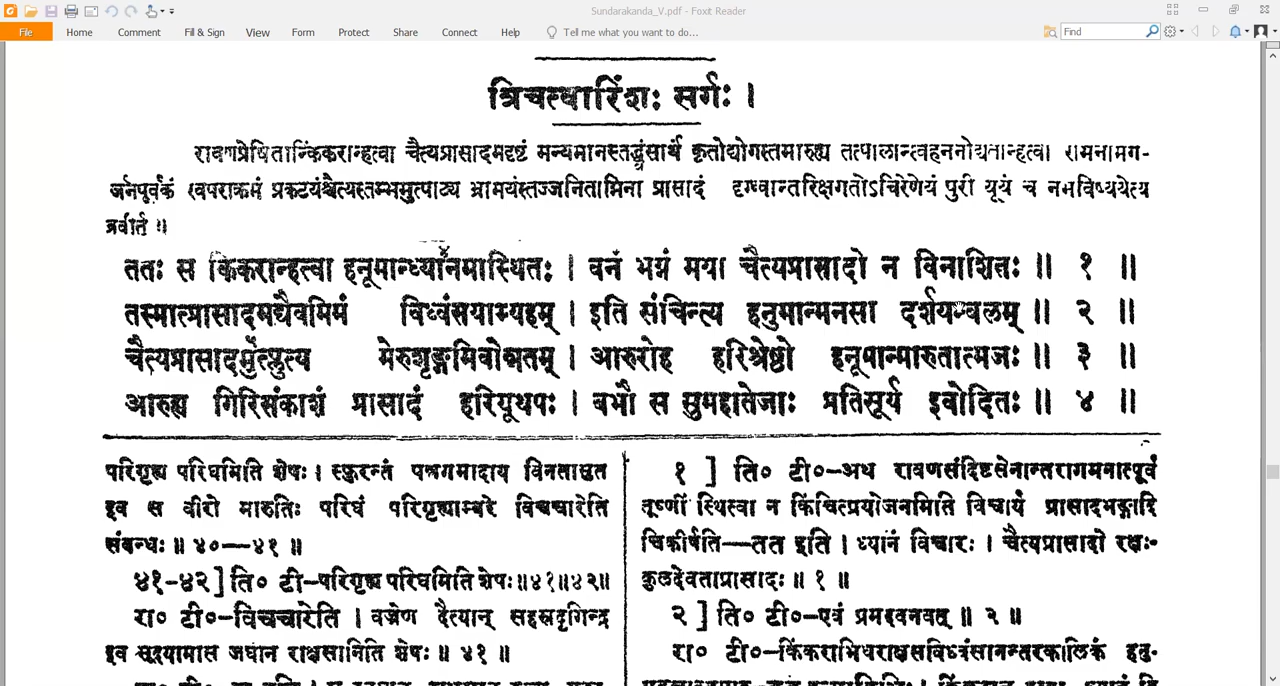 Sundarakanda_V.pdf - Foxit Reader
File Home Comment Fill & Sign View Form Protect Share Connect Help Tell me what you want to do... Find
त्रिचत्वारिंशः सर्गः ।
रावणप्रेषितान्किंकरान्हत्वा चैत्यप्रासादमदृष्टं मन्यमानस्तद्ध्वंसार्थं कृतोद्योगस्तमारुह्य तत्पालान्स्वहननोद्यतान्हत्वा रामनामग-
र्जनपूर्वकं स्वपराक्रमं प्रकटयंश्चैत्यस्तम्भमुत्पाट्य भ्रामयंस्तज्जनिताग्निना प्रासादं दग्ध्वान्तरिक्षगतोऽचिरेणेयं पुरी यूयं च नभविष्यथेत्य
ब्रवीत् ॥
ततः स किंकरान्हत्वा हनूमान्ध्यानमास्थितः । वनं भग्नं मया चैत्यप्रासादो न विनाशितः ॥ १ ॥
तस्मात्प्रासादमद्यैवमिमं विध्वंसयाम्यहम् । इति संचिन्त्य हनुमान्मनसा दर्शयन्बलम् ॥ २ ॥
चैत्यप्रासादमुत्प्लुत्य मेरुशृङ्गमिवोन्नतम् । आरुरोह हरिश्रेष्ठो हनूमान्मारुतात्मजः ॥ ३ ॥
आरुह्य गिरिसंकाशं प्रासादं हरियूथपः । बभौ स सुमहातेजाः प्रतिसूर्य इवोदितः ॥ ४ ॥
परिगृह्य परिघमिति शेषः । स्फुरन्तं पन्नगमादाय विनतासुत
इव स वीरो मारुतिः परिघं परिगृह्याम्बरे विचचारेति
संबन्धः ॥ ४०—४१ ॥
४१-४२ ] ति० टी-परिगृह्य परिघमिति शेषः॥४१॥४२॥
रा० टी०-विचचारेति । वज्रेण दैत्यान् सहस्रदृगिन्द्र
इव सूदयामास जघान राक्षसानिति शेषः ॥ ४१ ॥
१ ] ति० टी०-अथ रावणसंदिष्टसेनान्तरागमनात्पूर्वं
तूष्णीं स्थित्वा न किंचित्प्रयोजनमिति विचार्य प्रासादभङ्गादि
चिकीर्षति—तत इति । ध्यानं विचारः । चैत्यप्रासादो रक्षः-
कुलदेवताप्रासादः ॥ १ ॥
२ ] ति० टी०-एवं प्रमदवनवत् ॥ २ ॥
रा० टी०-किंकराभिधराक्षसविध्वंसानन्तरकालिकं हनु-